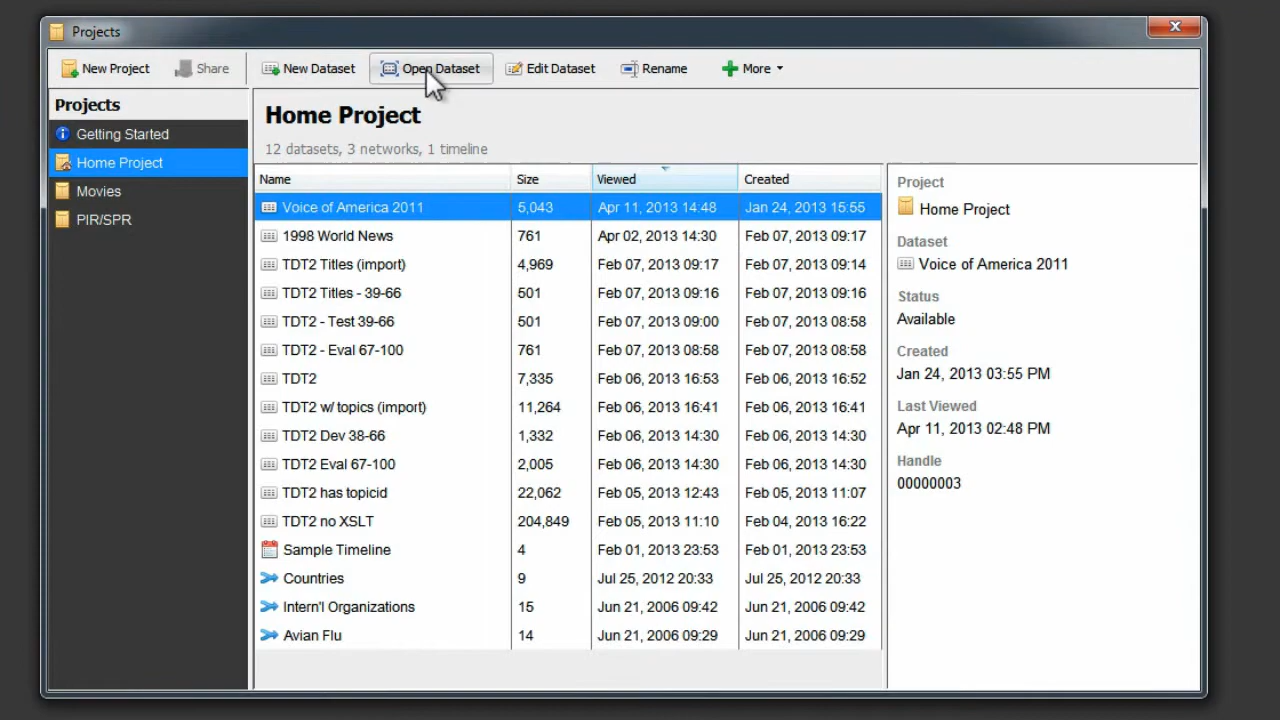 Projects
New Project Share New Dataset Open Dataset Edit Dataset Rename More
Projects
Getting Started
Home Project
Movies
PIR/SPR
Home Project
12 datasets, 3 networks, 1 timeline
Name Size Viewed Created
Voice of America 2011 5,043 Apr 11, 2013 14:48 Jan 24, 2013 15:55
1998 World News 761 Apr 02, 2013 14:30 Feb 07, 2013 09:17
TDT2 Titles (import) 4,969 Feb 07, 2013 09:17 Feb 07, 2013 09:14
TDT2 Titles - 39-66 501 Feb 07, 2013 09:16 Feb 07, 2013 09:16
TDT2 - Test 39-66 501 Feb 07, 2013 09:00 Feb 07, 2013 08:58
TDT2 - Eval 67-100 761 Feb 07, 2013 08:58 Feb 07, 2013 08:58
TDT2 7,335 Feb 06, 2013 16:53 Feb 06, 2013 16:52
TDT2 w/ topics (import) 11,264 Feb 06, 2013 16:41 Feb 06, 2013 16:41
TDT2 Dev 38-66 1,332 Feb 06, 2013 14:30 Feb 06, 2013 14:30
TDT2 Eval 67-100 2,005 Feb 06, 2013 14:30 Feb 06, 2013 14:30
TDT2 has topicid 22,062 Feb 05, 2013 12:43 Feb 05, 2013 11:07
TDT2 no XSLT 204,849 Feb 05, 2013 11:10 Feb 04, 2013 16:22
Sample Timeline 4 Feb 01, 2013 23:53 Feb 01, 2013 23:53
Countries 9 Jul 25, 2012 20:33 Jul 25, 2012 20:33
Intern'l Organizations 15 Jun 21, 2006 09:42 Jun 21, 2006 09:42
Avian Flu 14 Jun 21, 2006 09:29 Jun 21, 2006 09:29
Project
Home Project
Dataset
Voice of America 2011
Status
Available
Created
Jan 24, 2013 03:55 PM
Last Viewed
Apr 11, 2013 02:48 PM
Handle
00000003